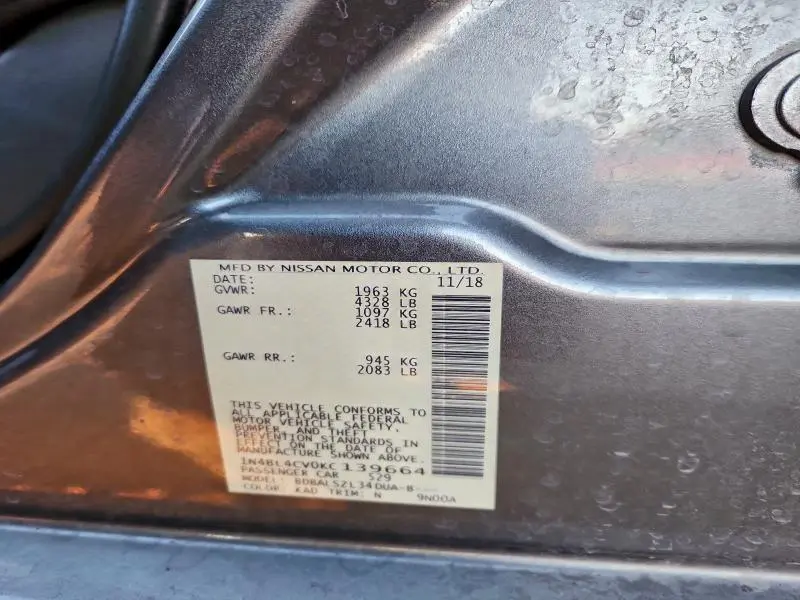 MFD BY NISSAN MOTOR CO., LTD.
DATE: 11/18
GVWR: 1963 KG
4328 LB
GAWR FR.: 1097 KG
2418 LB
GAWR RR.: 945 KG
2083 LB
THIS VEHICLE CONFORMS TO
ALL APPLICABLE FEDERAL
MOTOR VEHICLE SAFETY,
BUMPER, AND THEFT
PREVENTION STANDARDS IN
EFFECT ON THE DATE OF
MANUFACTURE SHOWN ABOVE.
1N4BL4CV0KC139664
PASSENGER CAR 529
MODEL: BDBALSZL34DUA-B---
COLOR: KAD TRIM: N 9N00A